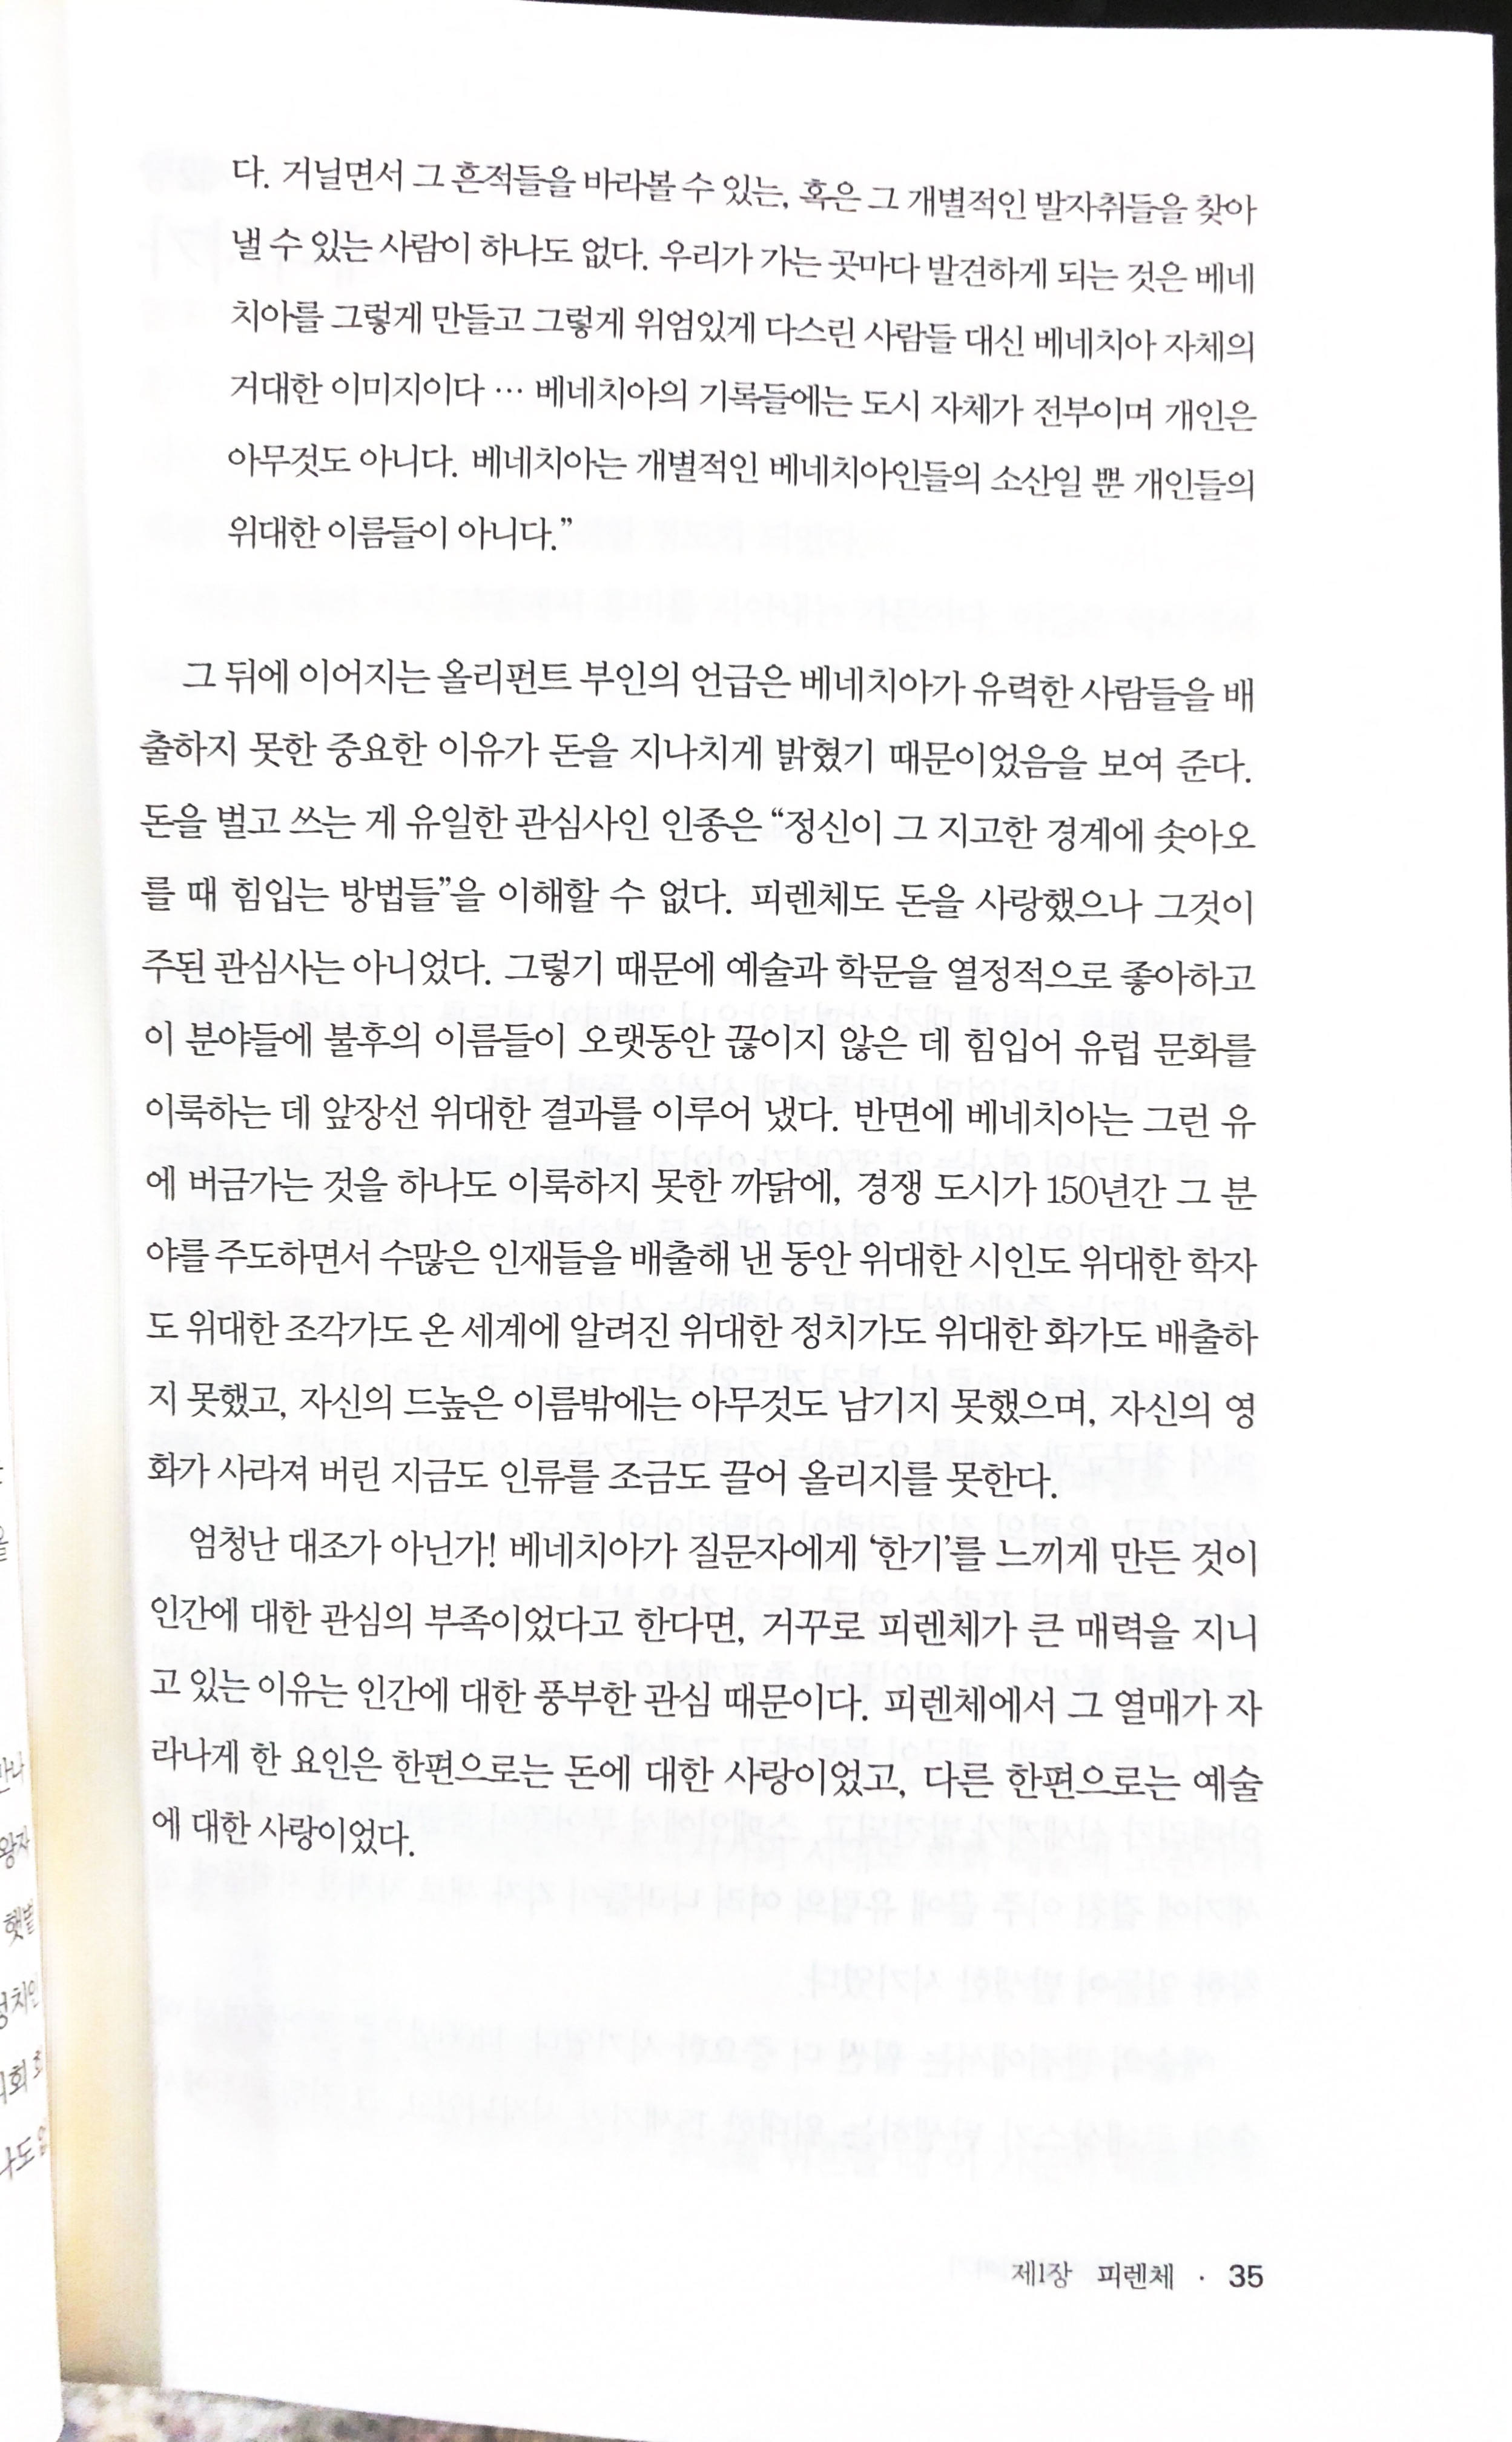 다. 거닐면서 그 흔적들을 바라볼 수 있는, 혹은 그 개별적인 발자취들을 찾아
낼 수 있는 사람이 하나도 없다. 우리가 가는 곳마다 발견하게 되는 것은 베네
치아를 그렇게 만들고 그렇게 위엄있게 다스린 사람들 대신 베네치아 자체의
거대한 이미지이다 … 베네치아의 기록들에는 도시 자체가 전부이며 개인은
아무것도 아니다. 베네치아는 개별적인 베네치아인들의 소산일 뿐 개인들의
위대한 이름들이 아니다.”
그 뒤에 이어지는 올리펀트 부인의 언급은 베네치아가 유력한 사람들을 배
출하지 못한 중요한 이유가 돈을 지나치게 밝혔기 때문이었음을 보여 준다.
돈을 벌고 쓰는 게 유일한 관심사인 인종은 “정신이 그 지고한 경계에 솟아오
를 때 힘입는 방법들”을 이해할 수 없다. 피렌체도 돈을 사랑했으나 그것이
주된 관심사는 아니었다. 그렇기 때문에 예술과 학문을 열정적으로 좋아하고
이 분야들에 불후의 이름들이 오랫동안 끊이지 않은 데 힘입어 유럽 문화를
이룩하는 데 앞장선 위대한 결과를 이루어 냈다. 반면에 베네치아는 그런 유
에 버금가는 것을 하나도 이룩하지 못한 까닭에, 경쟁 도시가 150년간 그 분
야를 주도하면서 수많은 인재들을 배출해 낸 동안 위대한 시인도 위대한 학자
도 위대한 조각가도 온 세계에 알려진 위대한 정치가도 위대한 화가도 배출하
지 못했고, 자신의 드높은 이름밖에는 아무것도 남기지 못했으며, 자신의 영
화가 사라져 버린 지금도 인류를 조금도 끌어 올리지를 못한다.
엄청난 대조가 아닌가! 베네치아가 질문자에게 ‘한기’를 느끼게 만든 것이
인간에 대한 관심의 부족이었다고 한다면, 거꾸로 피렌체가 큰 매력을 지니
고 있는 이유는 인간에 대한 풍부한 관심 때문이다. 피렌체에서 그 열매가 자
라나게 한 요인은 한편으로는 돈에 대한 사랑이었고, 다른 한편으로는 예술
에 대한 사랑이었다.
제1장 피렌체 · 35